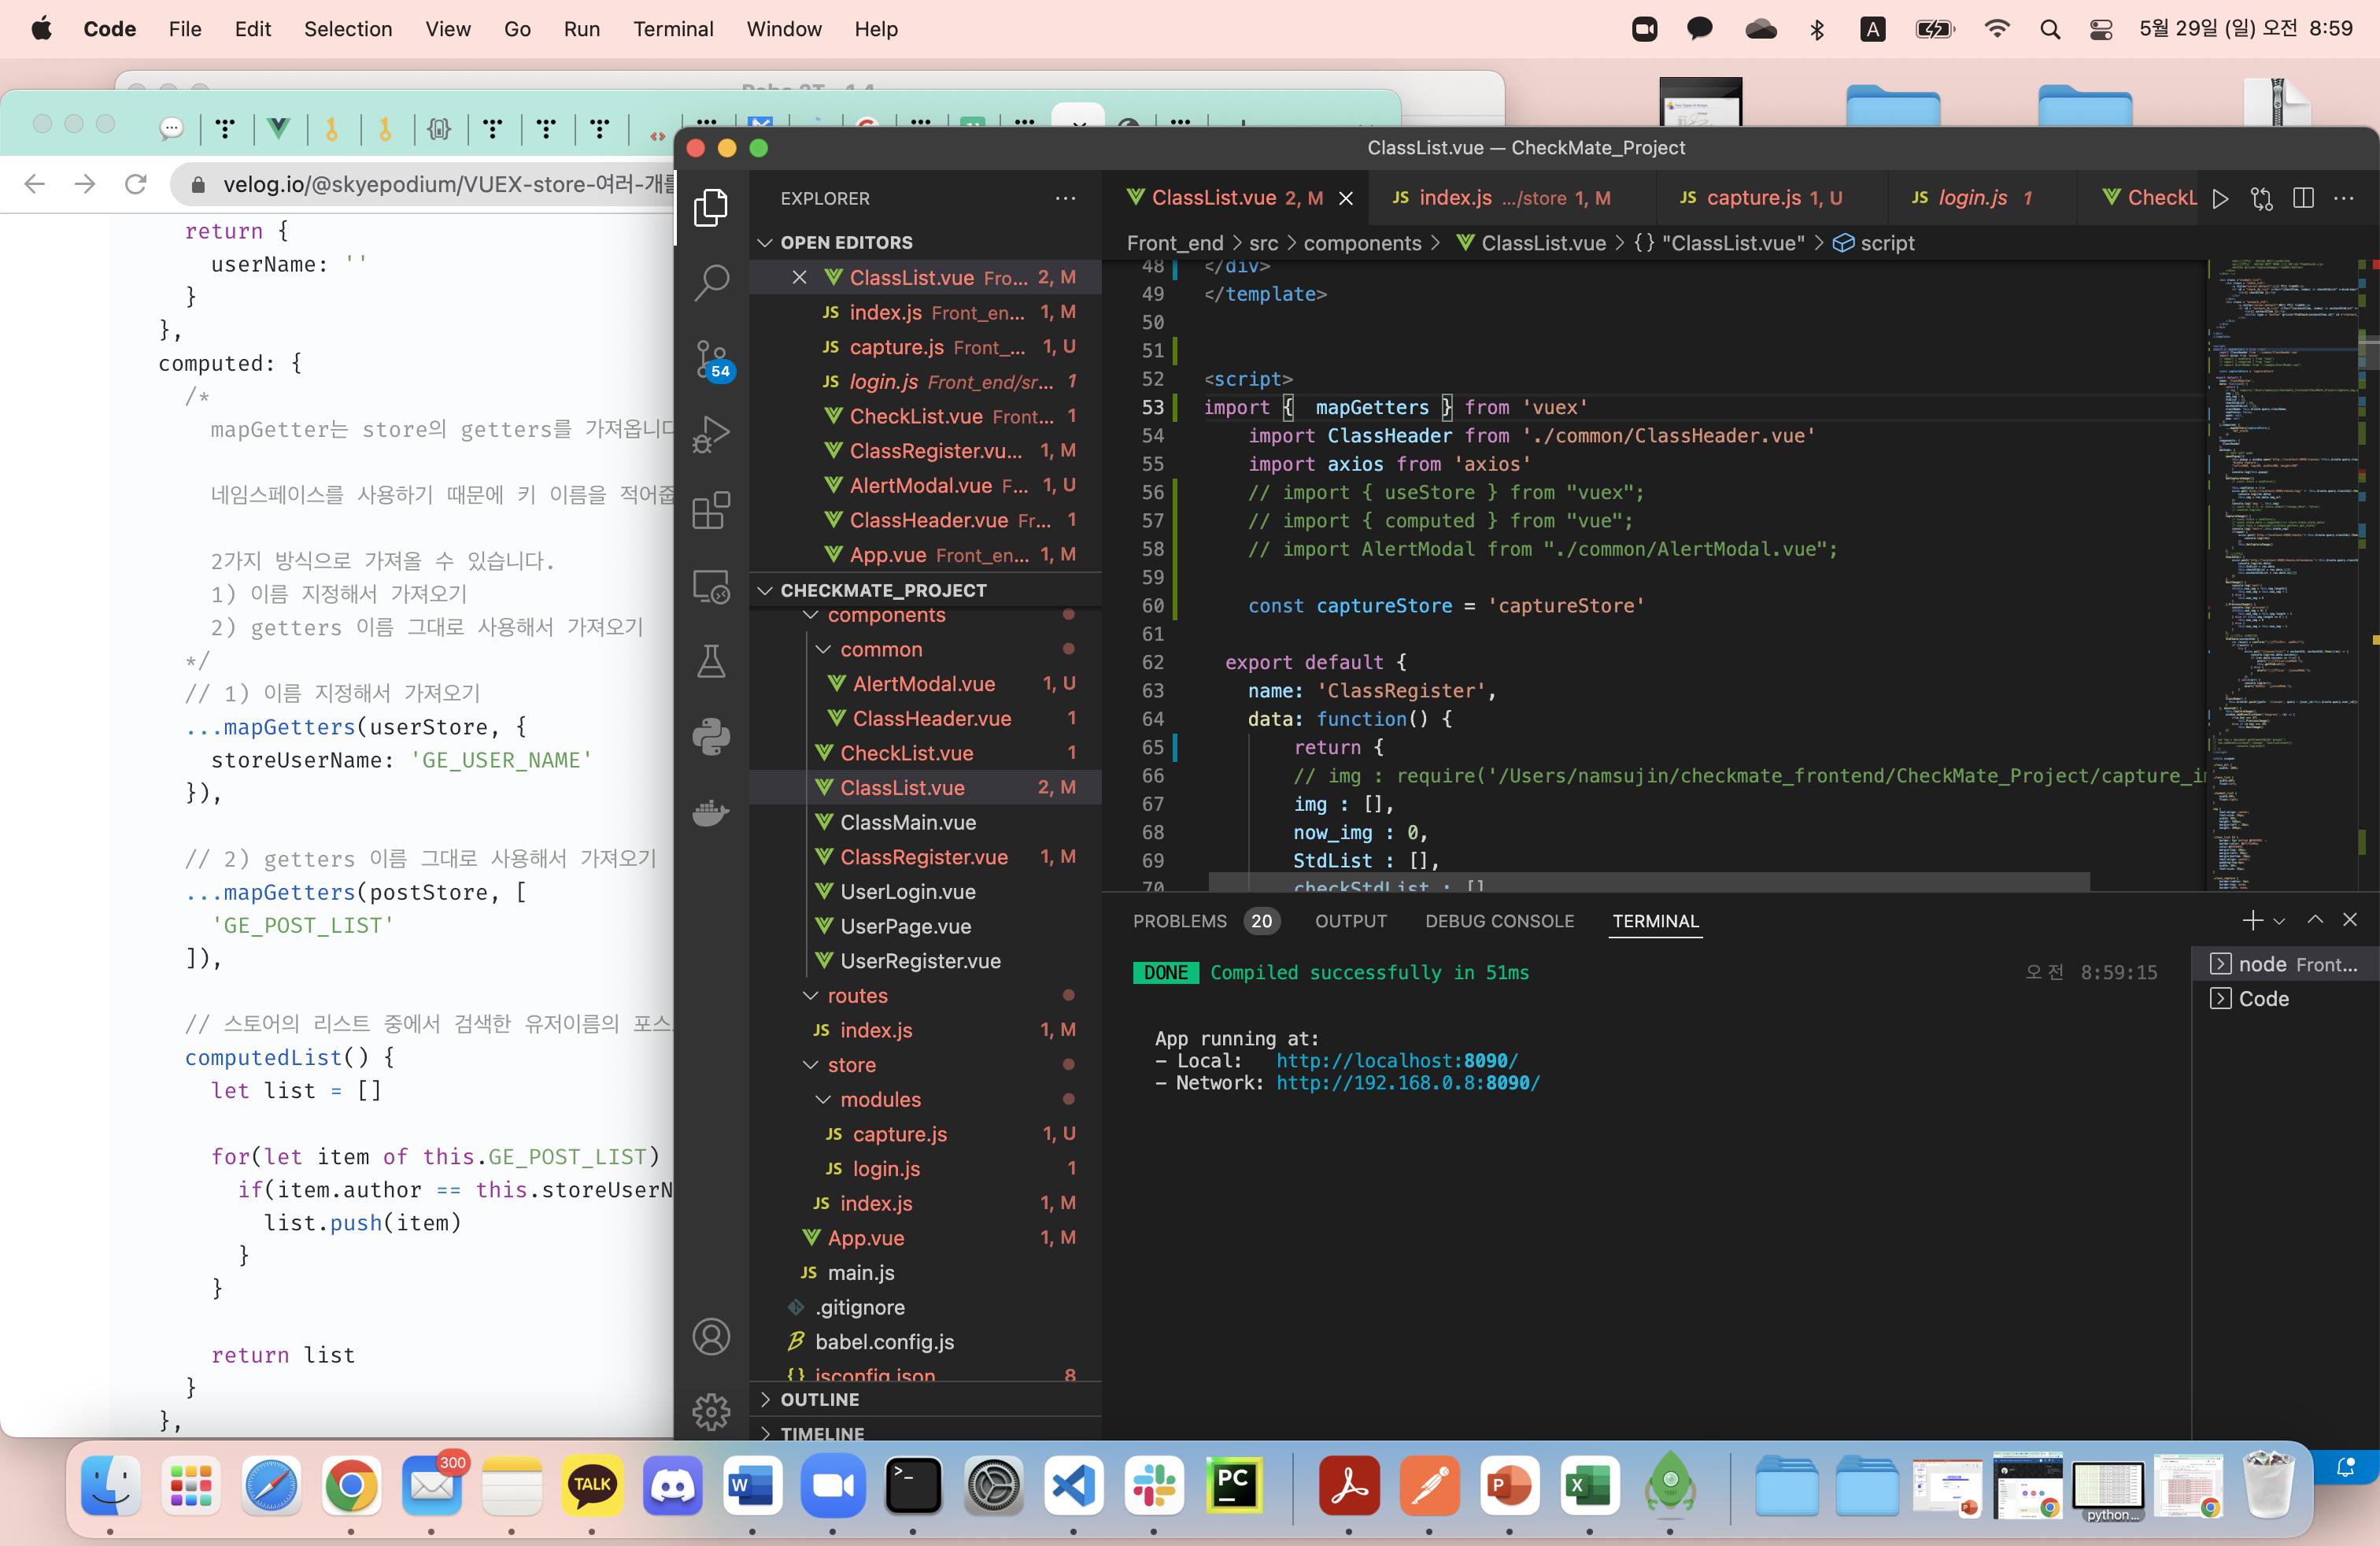 Code File Edit Selection View Go Run Terminal Window Help
A
5월 29일 (일) 오전 8:59
velog.io/@skyepodium/VUEX-store-여러-개를
return {
userName: ''
}
},
computed: {
/*
mapGetter는 store의 getters를 가져옵니다
네임스페이스를 사용하기 때문에 키 이름을 적어줍
2가지 방식으로 가져올 수 있습니다.
1) 이름 지정해서 가져오기
2) getters 이름 그대로 사용해서 가져오기
*/
// 1) 이름 지정해서 가져오기
...mapGetters(userStore, {
storeUserName: 'GE_USER_NAME'
}),
// 2) getters 이름 그대로 사용해서 가져오기
...mapGetters(postStore, [
'GE_POST_LIST'
]),
// 스토어의 리스트 중에서 검색한 유저이름의 포스
computedList() {
let list = []
for(let item of this.GE_POST_LIST)
if(item.author == this.storeUserN
list.push(item)
}
}
return list
}
},
ClassList.vue — CheckMate_Project
EXPLORER
OPEN EDITORS
ClassList.vue Fro... 2, M
index.js Front_en... 1, M
capture.js Front_... 1, U
login.js Front_end/sr... 1
CheckList.vue Front... 1
ClassRegister.vu... 1, M
AlertModal.vue F... 1, U
ClassHeader.vue Fr... 1
App.vue Front_en... 1, M
CHECKMATE_PROJECT
components
common
AlertModal.vue 1, U
ClassHeader.vue 1
CheckList.vue 1
ClassList.vue 2, M
ClassMain.vue
ClassRegister.vue 1, M
UserLogin.vue
UserPage.vue
UserRegister.vue
routes
JS index.js 1, M
store
modules
JS capture.js 1, U
JS login.js 1
JS index.js 1, M
App.vue 1, M
JS main.js
.gitignore
babel.config.js
{} jsconfig.json 8
OUTLINE
TIMELINE
54
ClassList.vue 2, M JS index.js .../store 1, M JS capture.js 1, U JS login.js 1 CheckL
Front_end > src > components > ClassList.vue > {} "ClassList.vue" > script
48 </div>
49 </template>
50
51
52 <script>
53 import { mapGetters } from 'vuex'
54 import ClassHeader from './common/ClassHeader.vue'
55 import axios from 'axios'
56 // import { useStore } from "vuex";
57 // import { computed } from "vue";
58 // import AlertModal from "./common/AlertModal.vue";
59
60 const captureStore = 'captureStore'
61
62 export default {
63 name: 'ClassRegister',
64 data: function() {
65 return {
66 // img : require('/Users/namsujin/checkmate_frontend/CheckMate_Project/capture_i
67 img : [],
68 now_img : 0,
69 StdList : [],
70 checkStdList : []
PROBLEMS 20 OUTPUT DEBUG CONSOLE TERMINAL
DONE Compiled successfully in 51ms 오전 8:59:15
App running at:
- Local: http://localhost:8090/
- Network: http://192.168.0.8:8090/
node Front...
Code
300
TALK
W
PC
P
X
python...